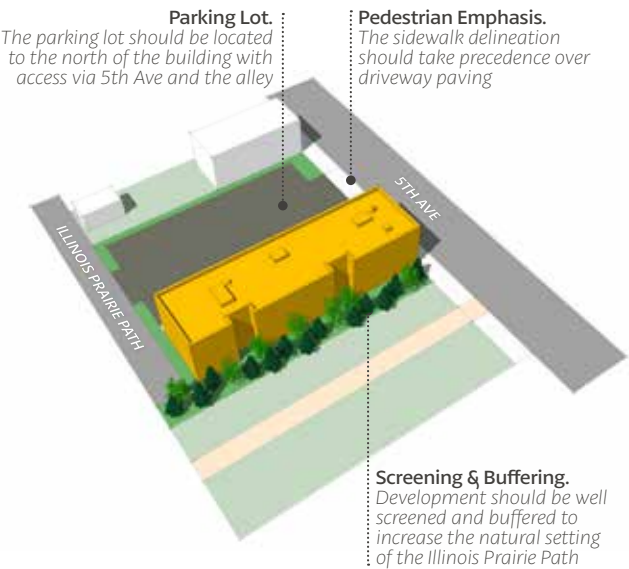 Parking Lot.
The parking lot should be located
to the north of the building with
access via 5th Ave and the alley
Pedestrian Emphasis.
The sidewalk delineation
should take precedence over
driveway paving
5TH AVE
ILLINOIS PRAIRIE PATH
Screening & Buffering.
Development should be well
screened and buffered to
increase the natural setting
of the Illinois Prairie Path